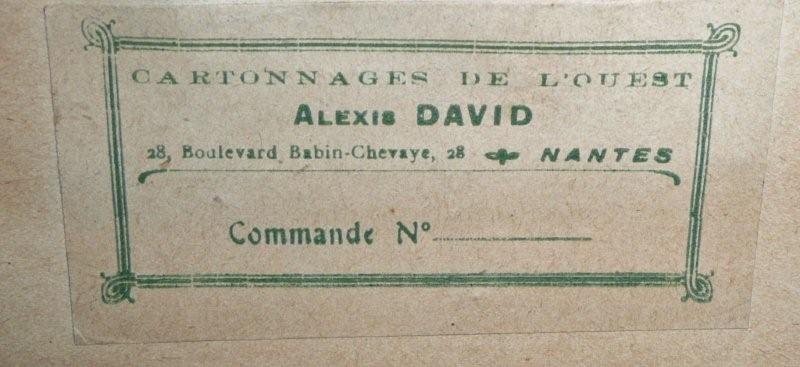 CARTONNAGES DE L'OUEST
ALEXIS DAVID
28, Boulevard Babin-Chevaye, 28 NANTES
Commande N°